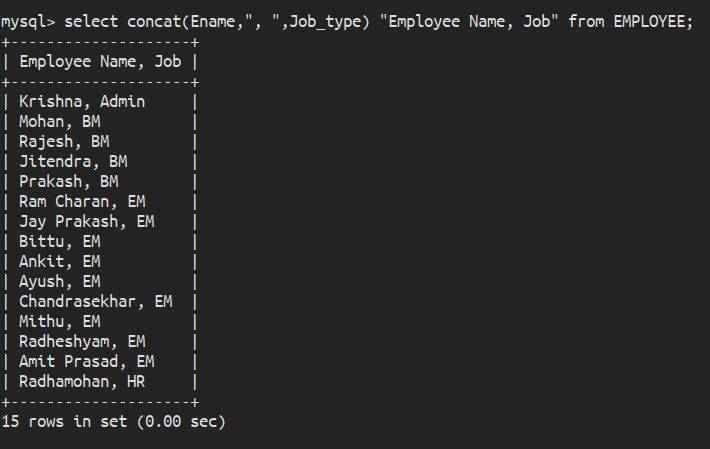 mysql> select concat(Ename,", ",Job_type) "Employee Name, Job" from EMPLOYEE;
+--------------------+
| Employee Name, Job |
+--------------------+
| Krishna, Admin     |
| Mohan, BM          |
| Rajesh, BM         |
| Jitendra, BM       |
| Prakash, BM        |
| Ram Charan, EM     |
| Jay Prakash, EM    |
| Bittu, EM          |
| Ankit, EM          |
| Ayush, EM          |
| Chandrasekhar, EM  |
| Mithu, EM          |
| Radheshyam, EM     |
| Amit Prasad, EM    |
| Radhamohan, HR     |
+--------------------+
15 rows in set (0.00 sec)